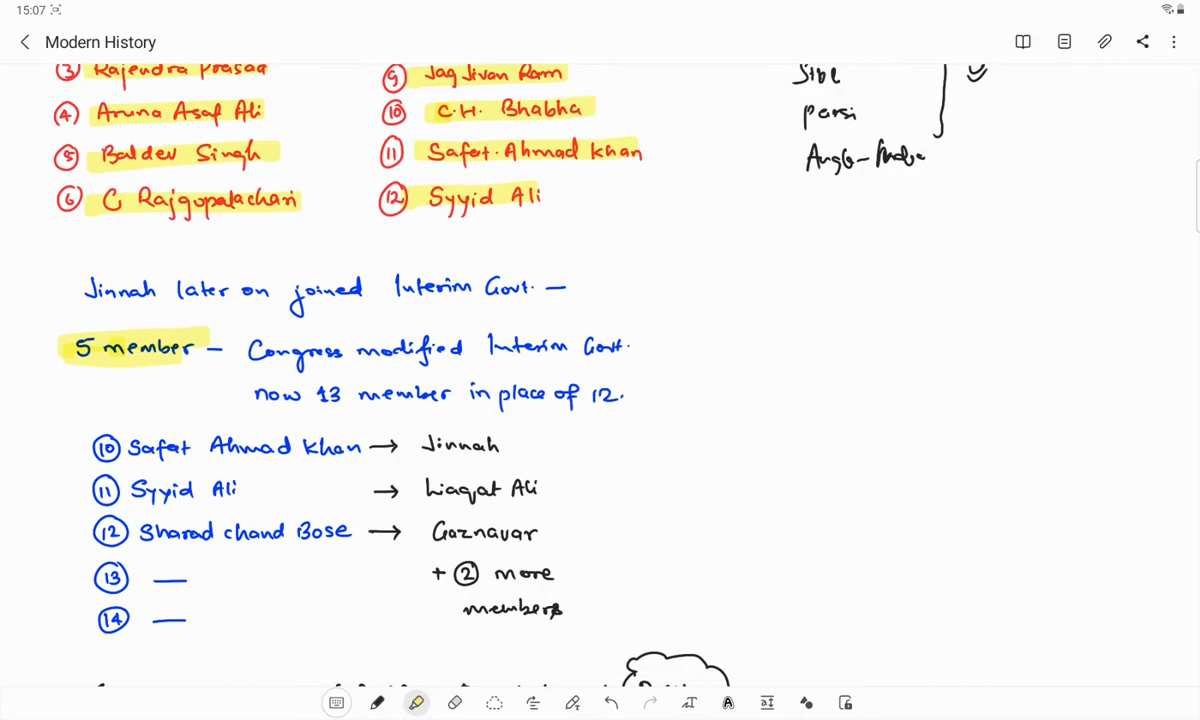 15:07
Modern History
③ Rajendra Prasad
④ Aruna Asaf Ali
⑤ Baldev Singh
⑥ C Rajgopalachari
⑨ Jag Jivan Ram
⑩ C.H. Bhabha
⑪ Safat. Ahmad Khan
⑫ Syyid Ali
parsi
Jinnah later on joined Interim Govt. —
5 member — Congress modified Interim Govt.
now 13 member in place of 12.
⑩ Safat Ahmad Khan → Jinnah
⑪ Syyid Ali → Liaqat Ali
⑫ Sharad chand Bose → Gaznavar
⑬ — + ② more
⑭ — members